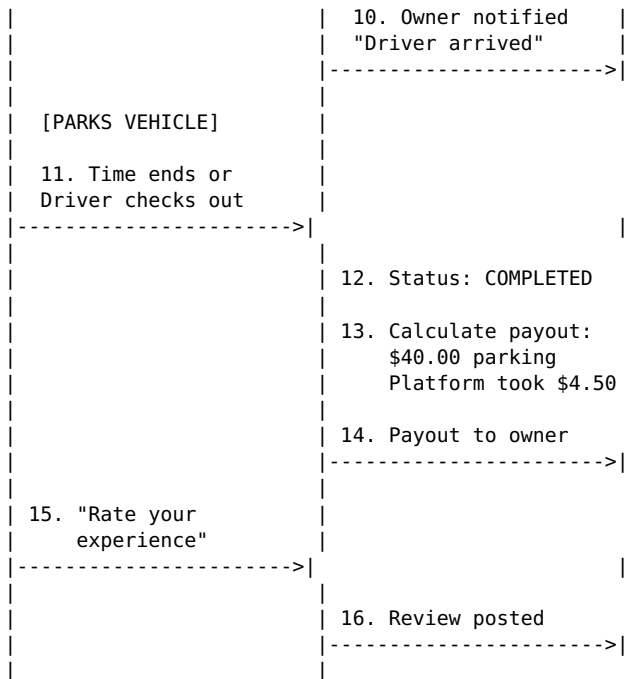 10. Owner notified
"Driver arrived"
[PARKS VEHICLE]
11. Time ends or
Driver checks out
12. Status: COMPLETED
13. Calculate payout:
$40.00 parking
Platform took $4.50
14. Payout to owner
15. "Rate your
experience"
16. Review posted